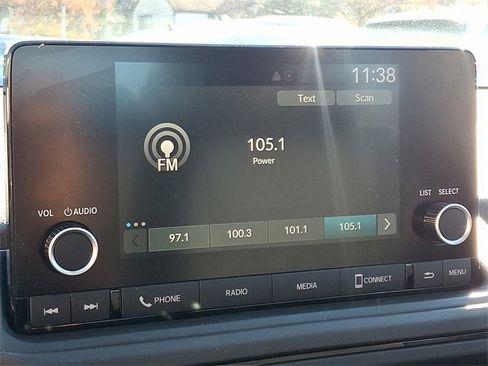 11:38
Text Scan
105.1
Power
FM
VOL AUDIO
LIST SELECT
97.1 100.3 101.1 105.1
PHONE RADIO MEDIA CONNECT MENU